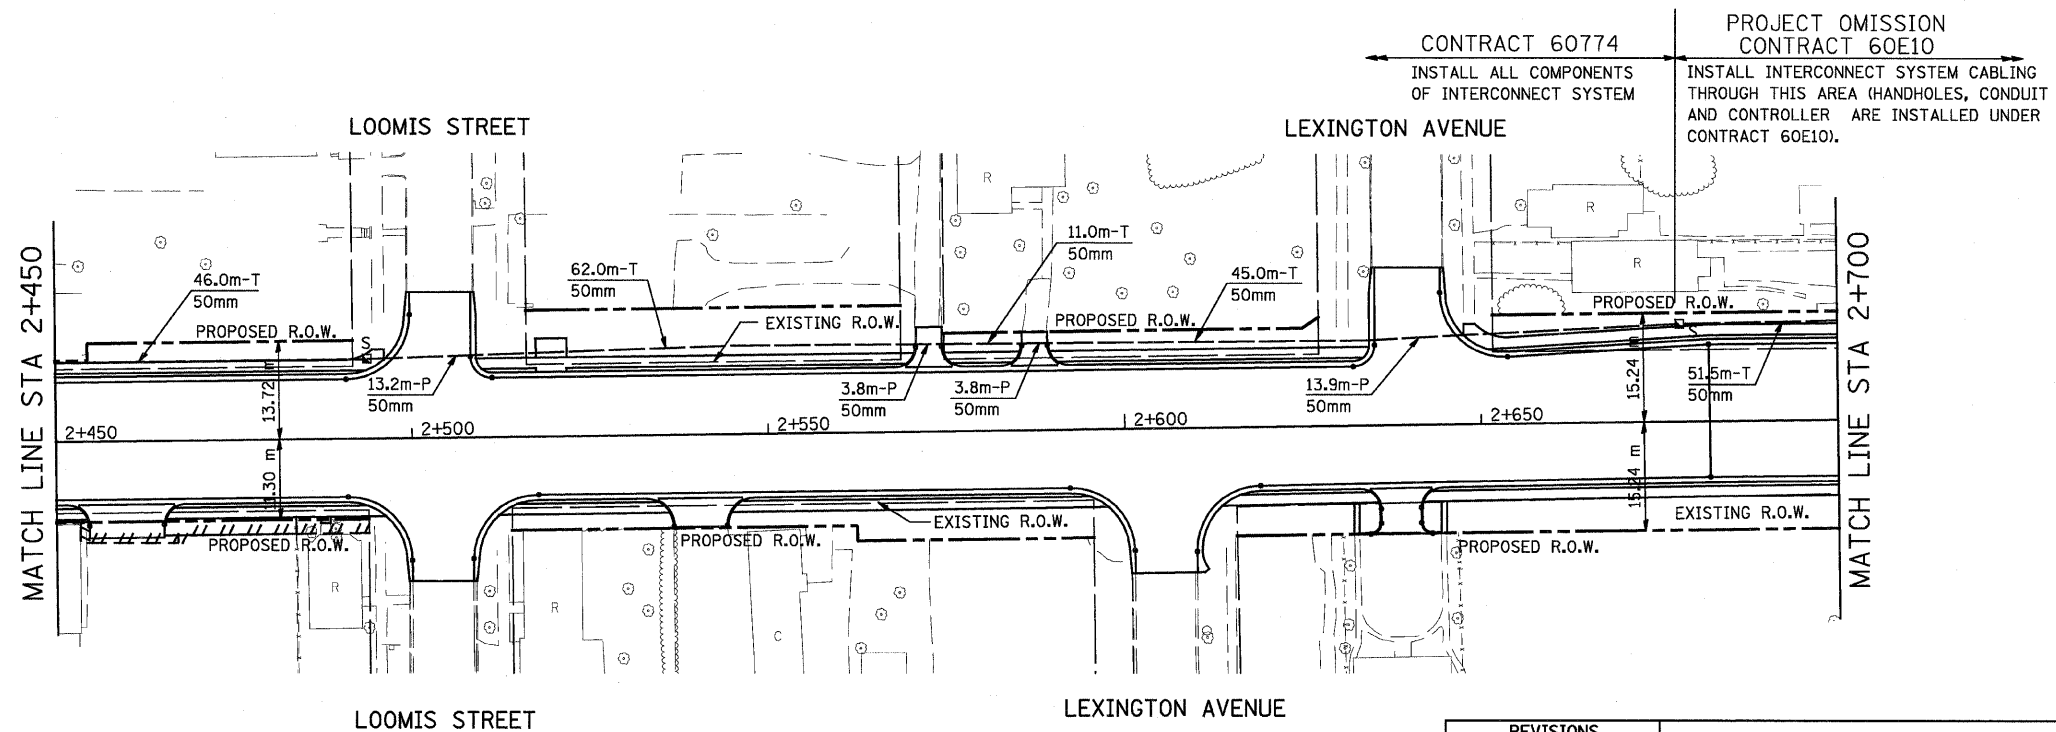 PROJECT OMISSION
CONTRACT 60774
CONTRACT 60E10
INSTALL ALL COMPONENTS
OF INTERCONNECT SYSTEM
INSTALL INTERCONNECT SYSTEM CABLING
THROUGH THIS AREA (HANDHOLES, CONDUIT
AND CONTROLLER ARE INSTALLED UNDER
CONTRACT 60E10).
LOOMIS STREET
LEXINGTON AVENUE
R
R
R
11.0m-T
50mm
46.0m-T
50mm
62.0m-T
50mm
45.0m-T
50mm
PROPOSED R.O.W.
EXISTING R.O.W.
PROPOSED R.O.W.
PROPOSED R.O.W.
S
MATCH LINE STA 2+450
MATCH LINE STA 2+700
13.72 m
13.2m-P
50mm
3.8m-P
50mm
3.8m-P
50mm
13.9m-P
50mm
15.24 m
51.5m-T
50mm
2+450
2+500
2+550
2+600
2+650
11.30 m
15.24 m
PROPOSED R.O.W.
PROPOSED R.O.W.
EXISTING R.O.W.
EXISTING R.O.W.
PROPOSED R.O.W.
R
R
C
LOOMIS STREET
LEXINGTON AVENUE
REVISIONS